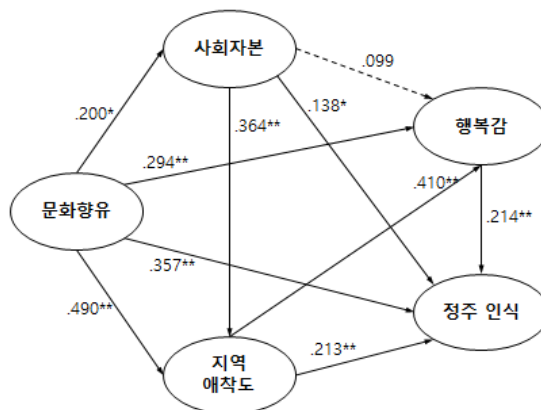 사회자본
.099
.200*
.364**
.138*
행복감
.294**
.410**
문화향유
.214**
.357**
정주 인식
.490**
지역
애착도
.213**